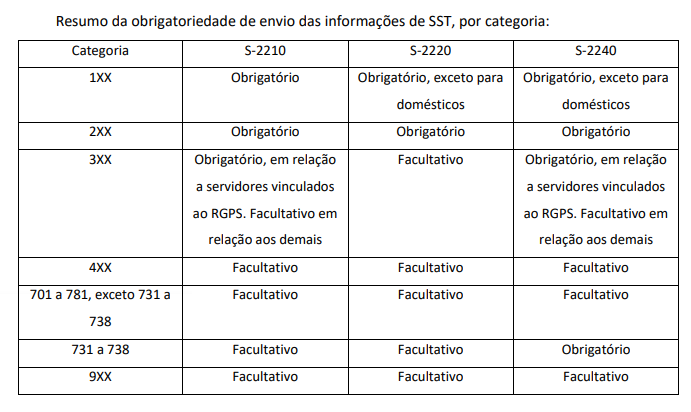 Resumo da obrigatoriedade de envio das informações de SST, por categoria:
Categoria S-2210 S-2220 S-2240
1XX Obrigatório Obrigatório, exceto para domésticos Obrigatório, exceto para domésticos
2XX Obrigatório Obrigatório Obrigatório
3XX Obrigatório, em relação a servidores vinculados ao RGPS. Facultativo em relação aos demais Facultativo Obrigatório, em relação a servidores vinculados ao RGPS. Facultativo em relação aos demais
4XX Facultativo Facultativo Facultativo
701 a 781, exceto 731 a 738 Facultativo Facultativo Facultativo
731 a 738 Facultativo Facultativo Obrigatório
9XX Facultativo Facultativo Facultativo